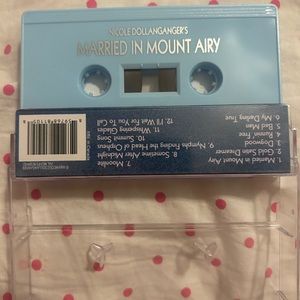 NICOLE DOLLANGANGER'S
MARRIED IN MOUNT AIRY
1. Married in Mount Airy
2. Gold Satin Dreamer
3. Dogwood
4. Runnin' Free
5. Bad Man
6. My Darling True
7. Moonlite
8. Sometime After Midnight
9. Nymphs Finding the Head of Orpheus
10. Summit Song
11. Whispering Glades
12. I'll Wait For You To Call